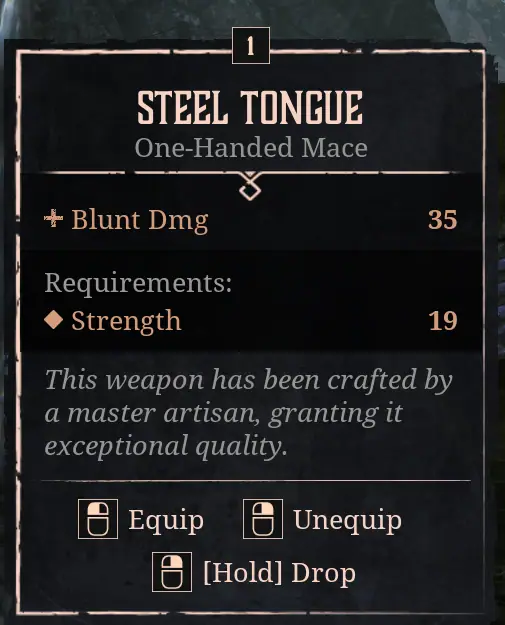 1
STEEL TONGUE
One-Handed Mace
Blunt Dmg 35
Requirements:
Strength 19
This weapon has been crafted by
a master artisan, granting it
exceptional quality.
Equip Unequip
[Hold] Drop